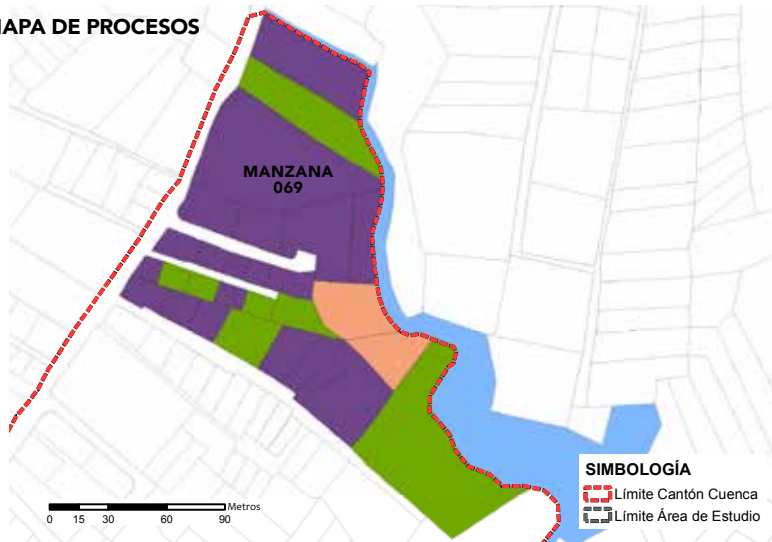 MAPA DE PROCESOS
MANZANA
069
SIMBOLOGÍA
Límite Cantón Cuenca
Límite Área de Estudio
Metros
0 15 30 60 90